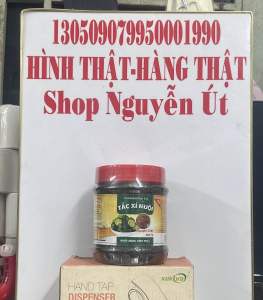 130509079950001990
HÌNH THẬT-HÀNG THẬT
Shop Nguyễn Út
TẮC XÍ MUỘI
HAND TAP
DISPENSER